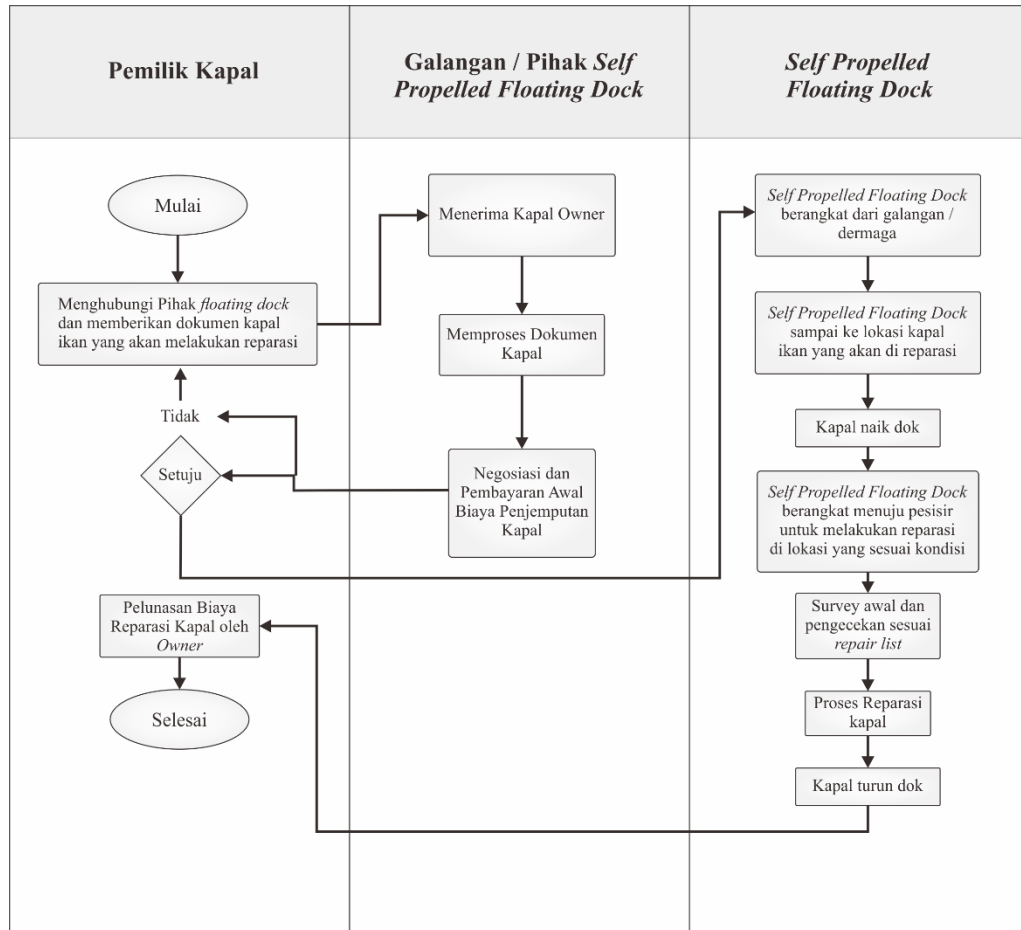 Pemilik Kapal
Galangan / Pihak Self
Propelled Floating Dock
Self Propelled
Floating Dock
Mulai
Menghubungi Pihak floating dock
dan memberikan dokumen kapal
ikan yang akan melakukan reparasi
Tidak
Setuju
Pelunasan Biaya
Reparasi Kapal oleh
Owner
Selesai
Menerima Kapal Owner
Memproses Dokumen
Kapal
Negosiasi dan
Pembayaran Awal
Biaya Penjemputan
Kapal
Self Propelled Floating Dock
berangkat dari galangan /
dermaga
Self Propelled Floating Dock
sampai ke lokasi kapal
ikan yang akan di reparasi
Kapal naik dok
Self Propelled Floating Dock
berangkat menuju pesisir
untuk melakukan reparasi
di lokasi yang sesuai kondisi
Survey awal dan
pengecekan sesuai
repair list
Proses Reparasi
kapal
Kapal turun dok